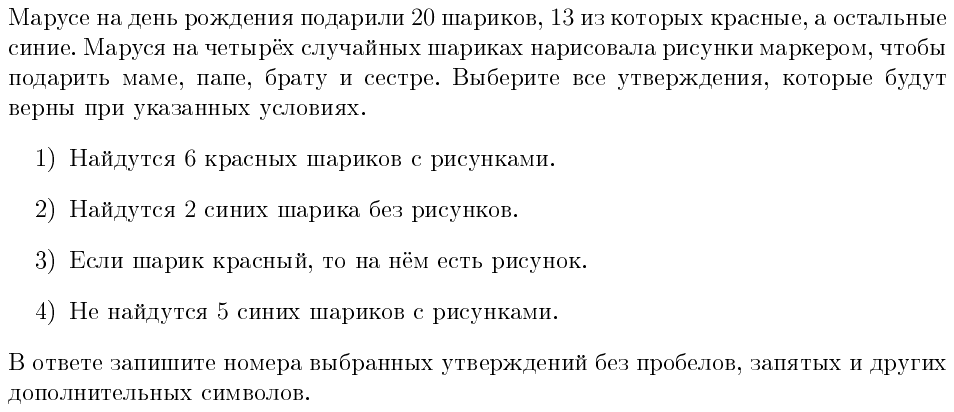 Марусе на день рождения подарили 20 шариков, 13 из которых красные, а остальные
синие. Маруся на четырёх случайных шариках нарисовала рисунки маркером, чтобы
подарить маме, папе, брату и сестре. Выберите все утверждения, которые будут
верны при указанных условиях.
1) Найдутся 6 красных шариков с рисунками.
2) Найдутся 2 синих шарика без рисунков.
3) Если шарик красный, то на нём есть рисунок.
4) Не найдутся 5 синих шариков с рисунками.
В ответе запишите номера выбранных утверждений без пробелов, запятых и других
дополнительных символов.